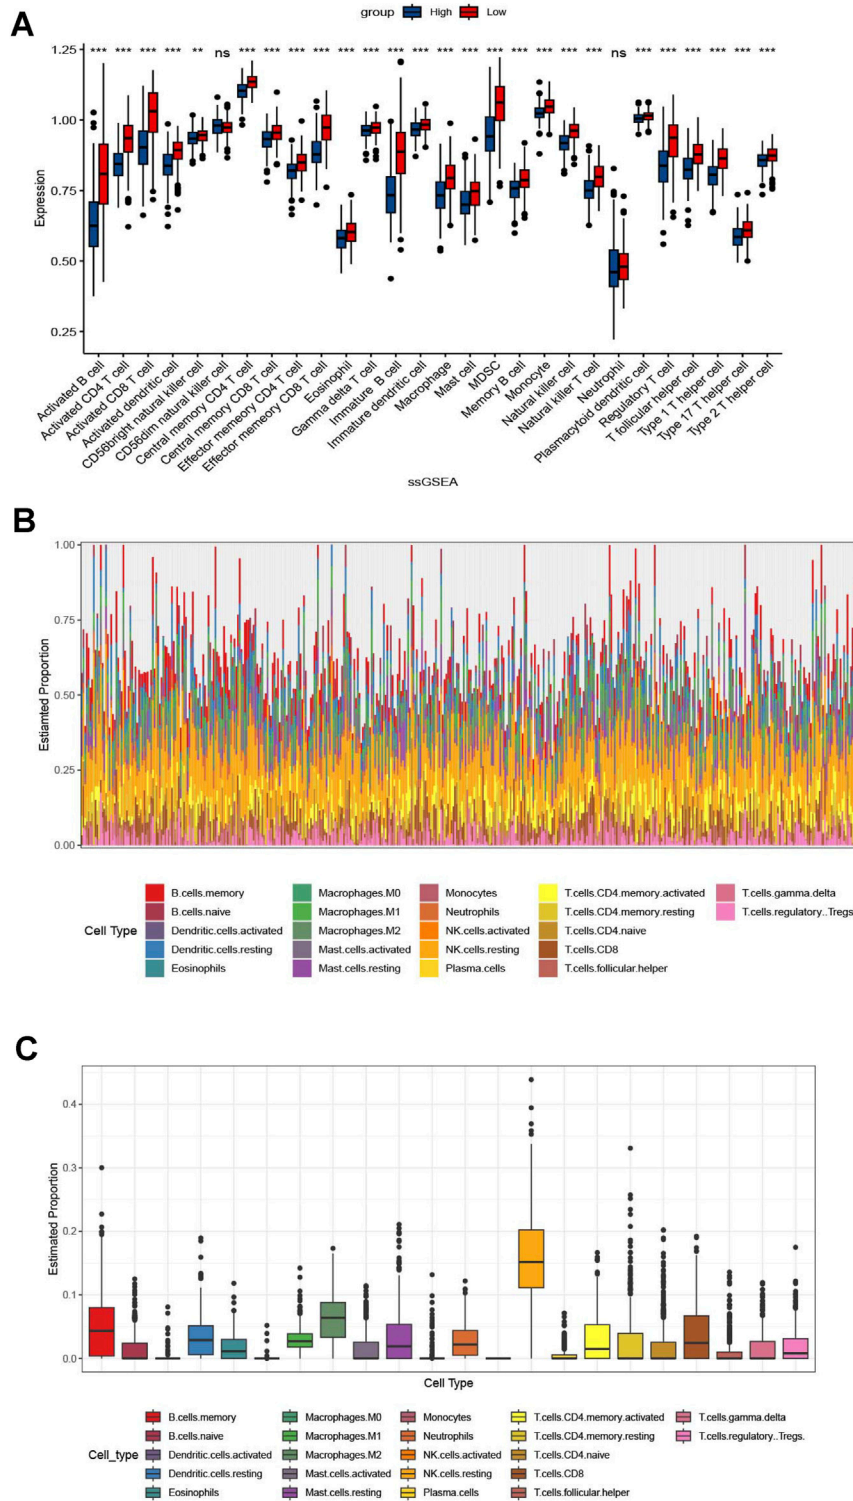 A
group High Low
1.25
1.00
0.75
0.50
0.25
Expression
*** *** *** *** ** ns *** *** *** *** *** *** *** *** *** *** *** *** *** *** *** ns *** *** *** *** *** ***
Activated B cell
Activated CD4 T cell
Activated CD8 T cell
Activated dendritic cell
CD56bright natural killer cell
CD56dim natural killer cell
Central memory CD4 T cell
Central memory CD8 T cell
Effector memory CD4 T cell
Effector memory CD8 T cell
Eosinophil
Gamma delta T cell
Immature B cell
Immature dendritic cell
Macrophage
Mast cell
MDSC
Memory B cell
Monocyte
Natural killer cell
Natural killer T cell
Neutrophil
Plasmacytoid dendritic cell
Regulatory T cell
T follicular helper cell
Type 1 T helper cell
Type 17 T helper cell
Type 2 T helper cell
ssGSEA
B
1.00
0.75
0.50
0.25
0.00
Estiamted Proportion
Cell Type
B.cells.memory
B.cells.naive
Dendritic.cells.activated
Dendritic.cells.resting
Eosinophils
Macrophages.M0
Macrophages.M1
Macrophages.M2
Mast.cells.activated
Mast.cells.resting
Monocytes
Neutrophils
NK.cells.activated
NK.cells.resting
Plasma.cells
T.cells.CD4.memory.activated
T.cells.CD4.memory.resting
T.cells.CD4.naive
T.cells.CD8
T.cells.follicular.helper
T.cells.gamma.delta
T.cells.regulatory..Tregs
C
0.4
0.3
0.2
0.1
0.0
Estimated Proportion
Cell Type
Cell_type
B.cells.memory
B.cells.naive
Dendritic.cells.activated
Dendritic.cells.resting
Eosinophils
Macrophages.M0
Macrophages.M1
Macrophages.M2
Mast.cells.activated
Mast.cells.resting
Monocytes
Neutrophils
NK.cells.activated
NK.cells.resting
Plasma.cells
T.cells.CD4.memory.activated
T.cells.CD4.memory.resting
T.cells.CD4.naive
T.cells.CD8
T.cells.follicular.helper
T.cells.gamma.delta
T.cells.regulatory..Tregs.